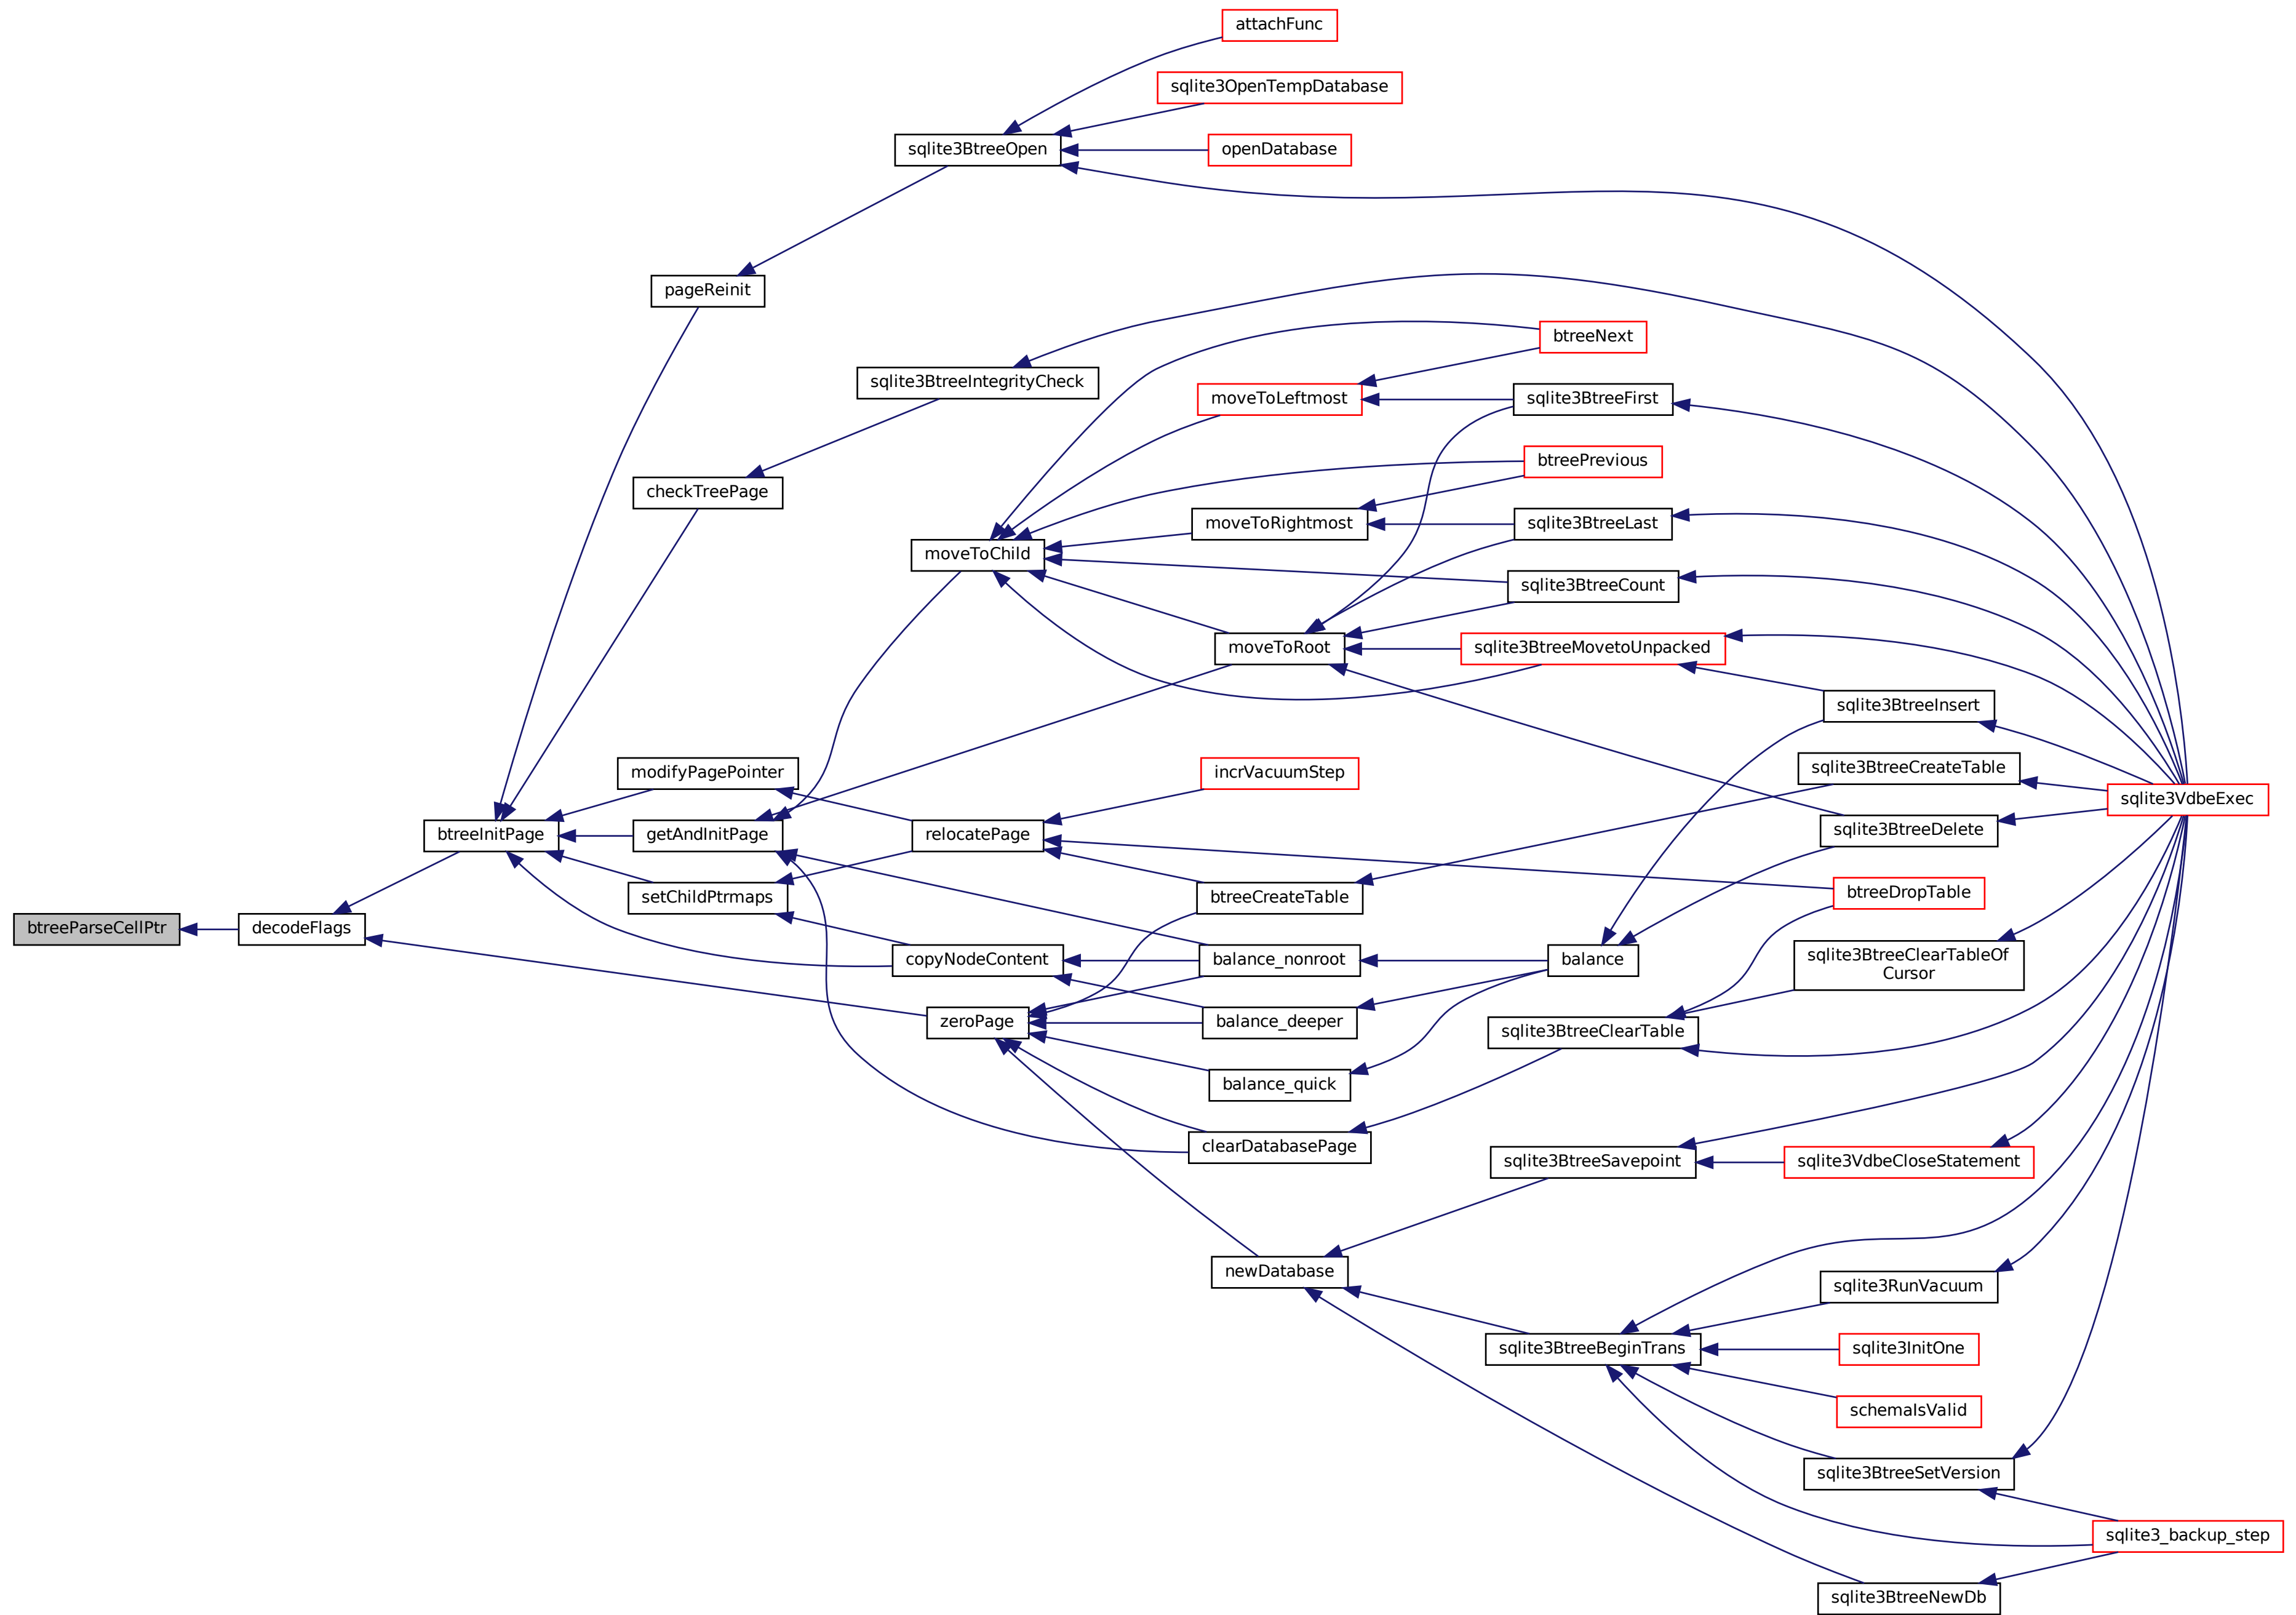 attachFunc
sqlite3OpenTempDatabase
sqlite3BtreeOpen
openDatabase
pageReinit
btreeNext
sqlite3BtreeIntegrityCheck
moveToLeftmost
sqlite3BtreeFirst
btreePrevious
checkTreePage
moveToRightmost
sqlite3BtreeLast
moveToChild
sqlite3BtreeCount
moveToRoot
sqlite3BtreeMovetoUnpacked
sqlite3BtreeInsert
modifyPagePointer
incrVacuumStep
sqlite3BtreeCreateTable
sqlite3VdbeExec
btreeInitPage
getAndInitPage
relocatePage
sqlite3BtreeDelete
setChildPtrmaps
btreeCreateTable
btreeDropTable
btreeParseCellPtr
decodeFlags
copyNodeContent
balance_nonroot
balance
sqlite3BtreeClearTableOf
Cursor
zeroPage
balance_deeper
sqlite3BtreeClearTable
balance_quick
clearDatabasePage
sqlite3BtreeSavepoint
sqlite3VdbeCloseStatement
newDatabase
sqlite3RunVacuum
sqlite3BtreeBeginTrans
sqlite3InitOne
schemaIsValid
sqlite3BtreeSetVersion
sqlite3_backup_step
sqlite3BtreeNewDb